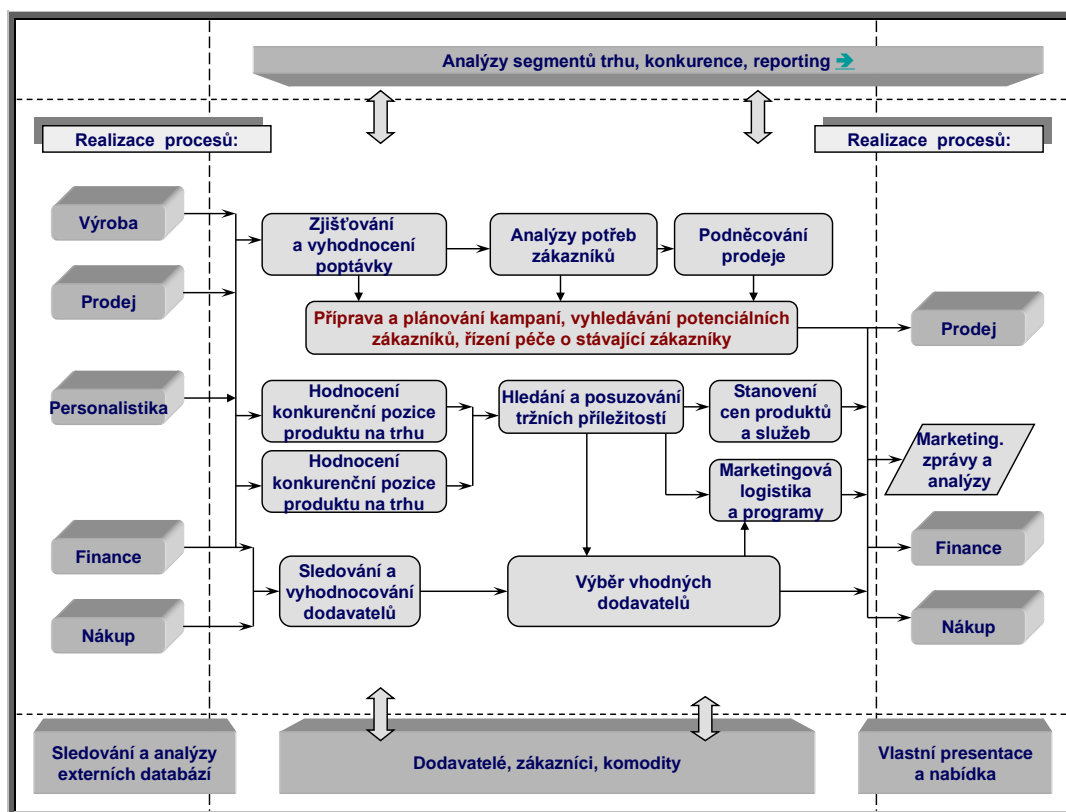 Analýzy segmentů trhu, konkurence, reporting ➔
Realizace procesů:
Realizace procesů:
Výroba
Prodej
Personalistika
Finance
Nákup
Zjišťování
a vyhodnocení
poptávky
Analýzy potřeb
zákazníků
Podněcování
prodeje
Příprava a plánování kampaní, vyhledávání potenciálních
zákazníků, řízení péče o stávající zákazníky
Hodnocení
konkurenční pozice
produktu na trhu
Hodnocení
konkurenční pozice
produktu na trhu
Hledání a posuzování
tržních příležitostí
Stanovení
cen produktů
a služeb
Marketingová
logistika
a programy
Sledování a
vyhodnocování
dodavatelů
Výběr vhodných
dodavatelů
Prodej
Marketing.
zprávy a
analýzy
Finance
Nákup
Sledování a analýzy
externích databází
Dodavatelé, zákazníci, komodity
Vlastní presentace
a nabídka